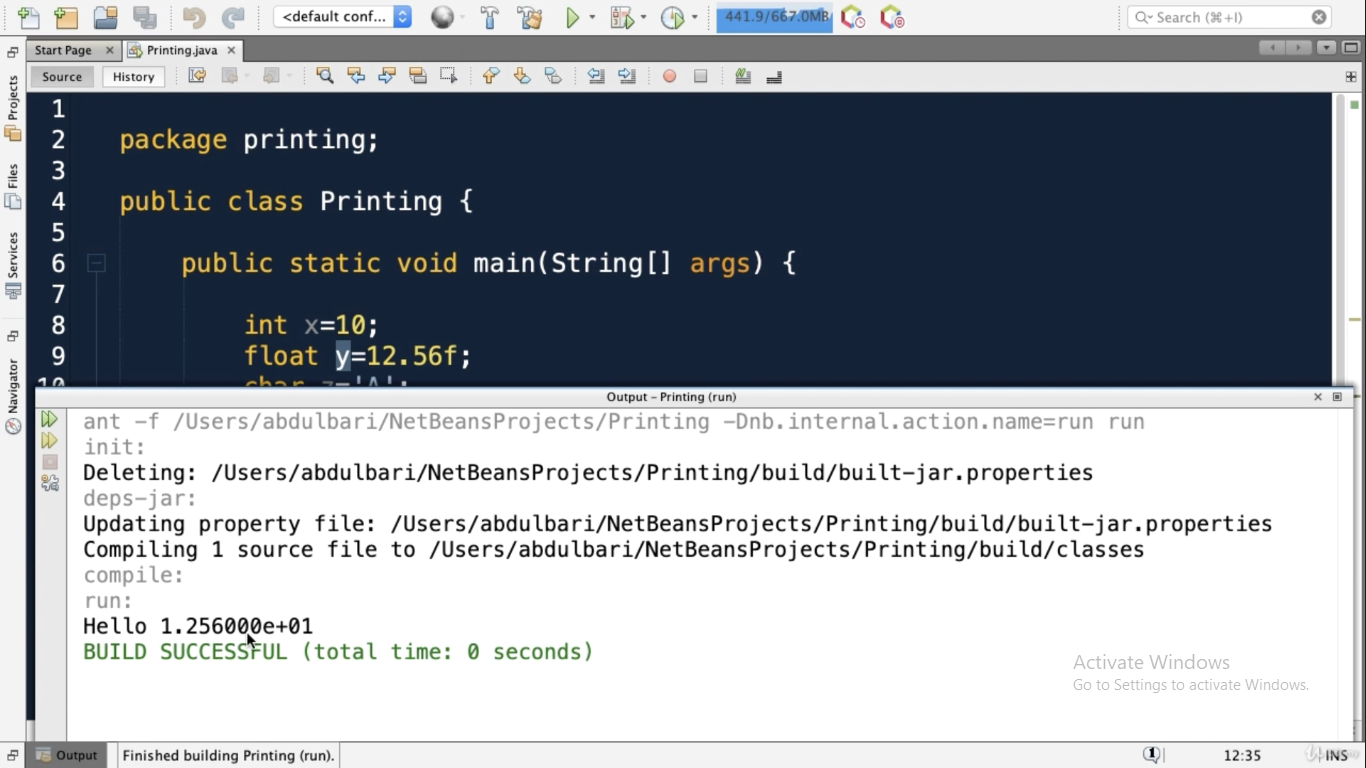 <default conf...
441.9/667.0MB
Search (⌘+I)
Start Page
Printing.java
Source
History
Projects
Files
Services
Navigator
1
2 package printing;
3
4 public class Printing {
5
6 public static void main(String[] args) {
7
8 int x=10;
9 float y=12.56f;
10 char z='A';
Output – Printing (run)
ant -f /Users/abdulbari/NetBeansProjects/Printing -Dnb.internal.action.name=run run
init:
Deleting: /Users/abdulbari/NetBeansProjects/Printing/build/built-jar.properties
deps-jar:
Updating property file: /Users/abdulbari/NetBeansProjects/Printing/build/built-jar.properties
Compiling 1 source file to /Users/abdulbari/NetBeansProjects/Printing/build/classes
compile:
run:
Hello 1.256000e+01
BUILD SUCCESSFUL (total time: 0 seconds)
Activate Windows
Go to Settings to activate Windows.
Output
Finished building Printing (run).
1
12:35
INS